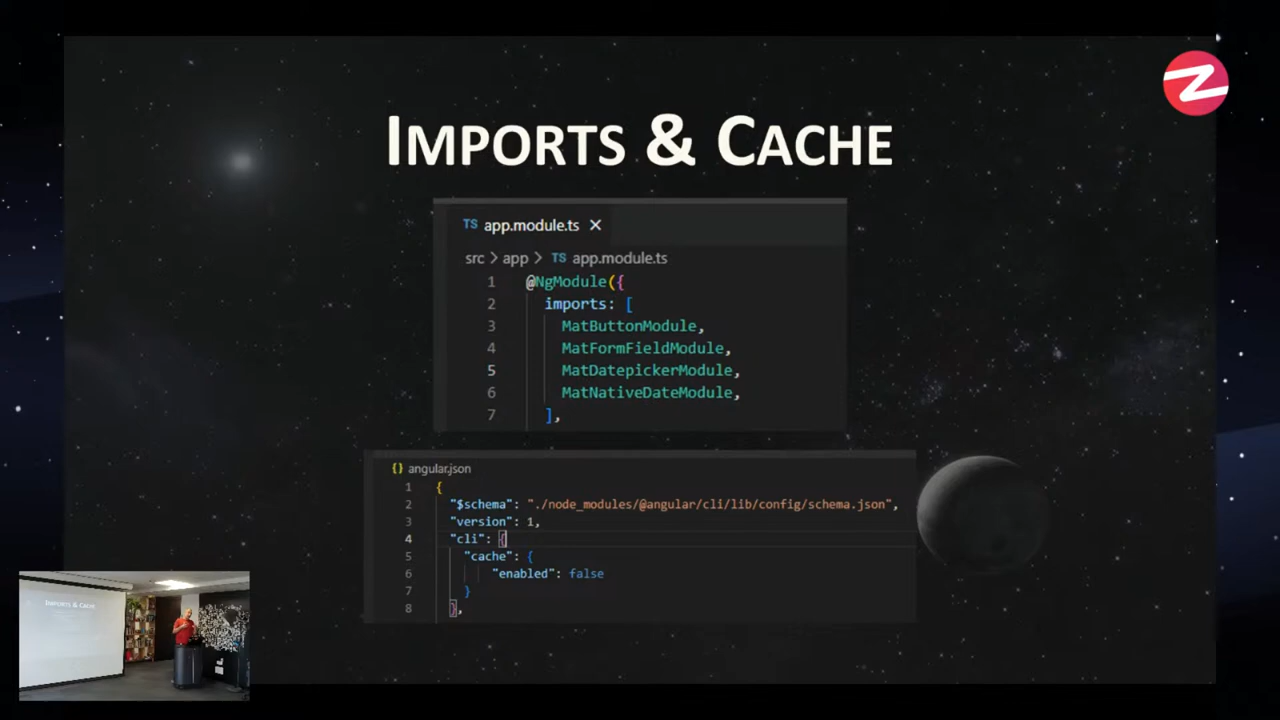 IMPORTS & CACHE
TS app.module.ts ×
src > app > TS app.module.ts
1 @NgModule({
2 imports: [
3 MatButtonModule,
4 MatFormFieldModule,
5 MatDatepickerModule,
6 MatNativeDateModule,
7 ],
{} angular.json
1 {
2 "$schema": "./node_modules/@angular/cli/lib/config/schema.json",
3 "version": 1,
4 "cli": {
5 "cache": {
6 "enabled": false
7 }
8 },
IMPORTS & CACHE